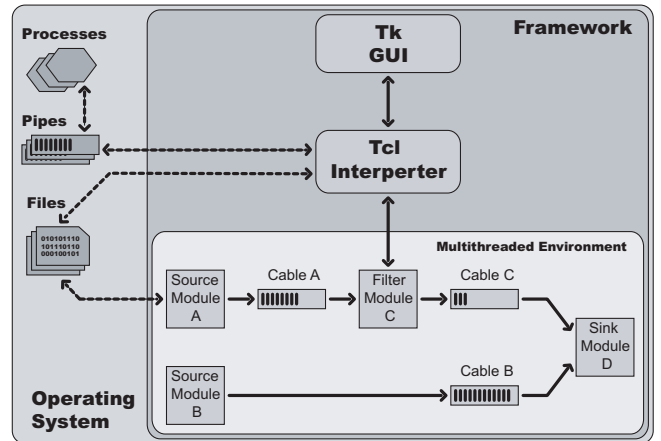 Processes
Pipes
Files
010101110
101110110
000100101
Operating
System
Framework
Tk
GUI
Tcl
Interperter
Multithreaded Environment
Source
Module
A
Cable A
Filter
Module
C
Cable C
Sink
Module
D
Source
Module
B
Cable B